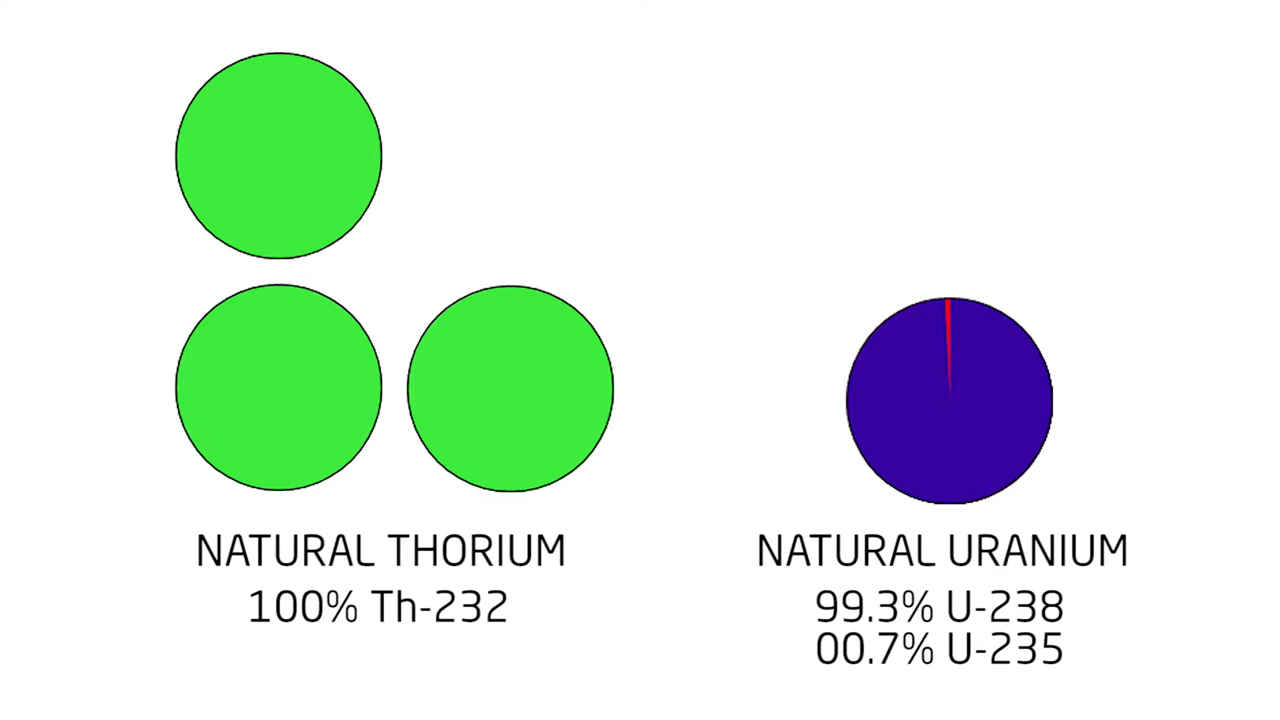 NATURAL THORIUM
100% Th-232
NATURAL URANIUM
99.3% U-238
00.7% U-235